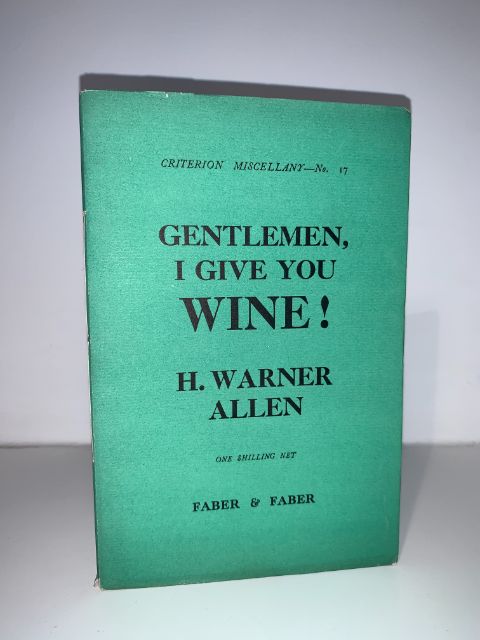 CRITERION MISCELLANY—No. 17
GENTLEMEN,
I GIVE YOU
WINE!
H. WARNER
ALLEN
ONE SHILLING NET
FABER & FABER